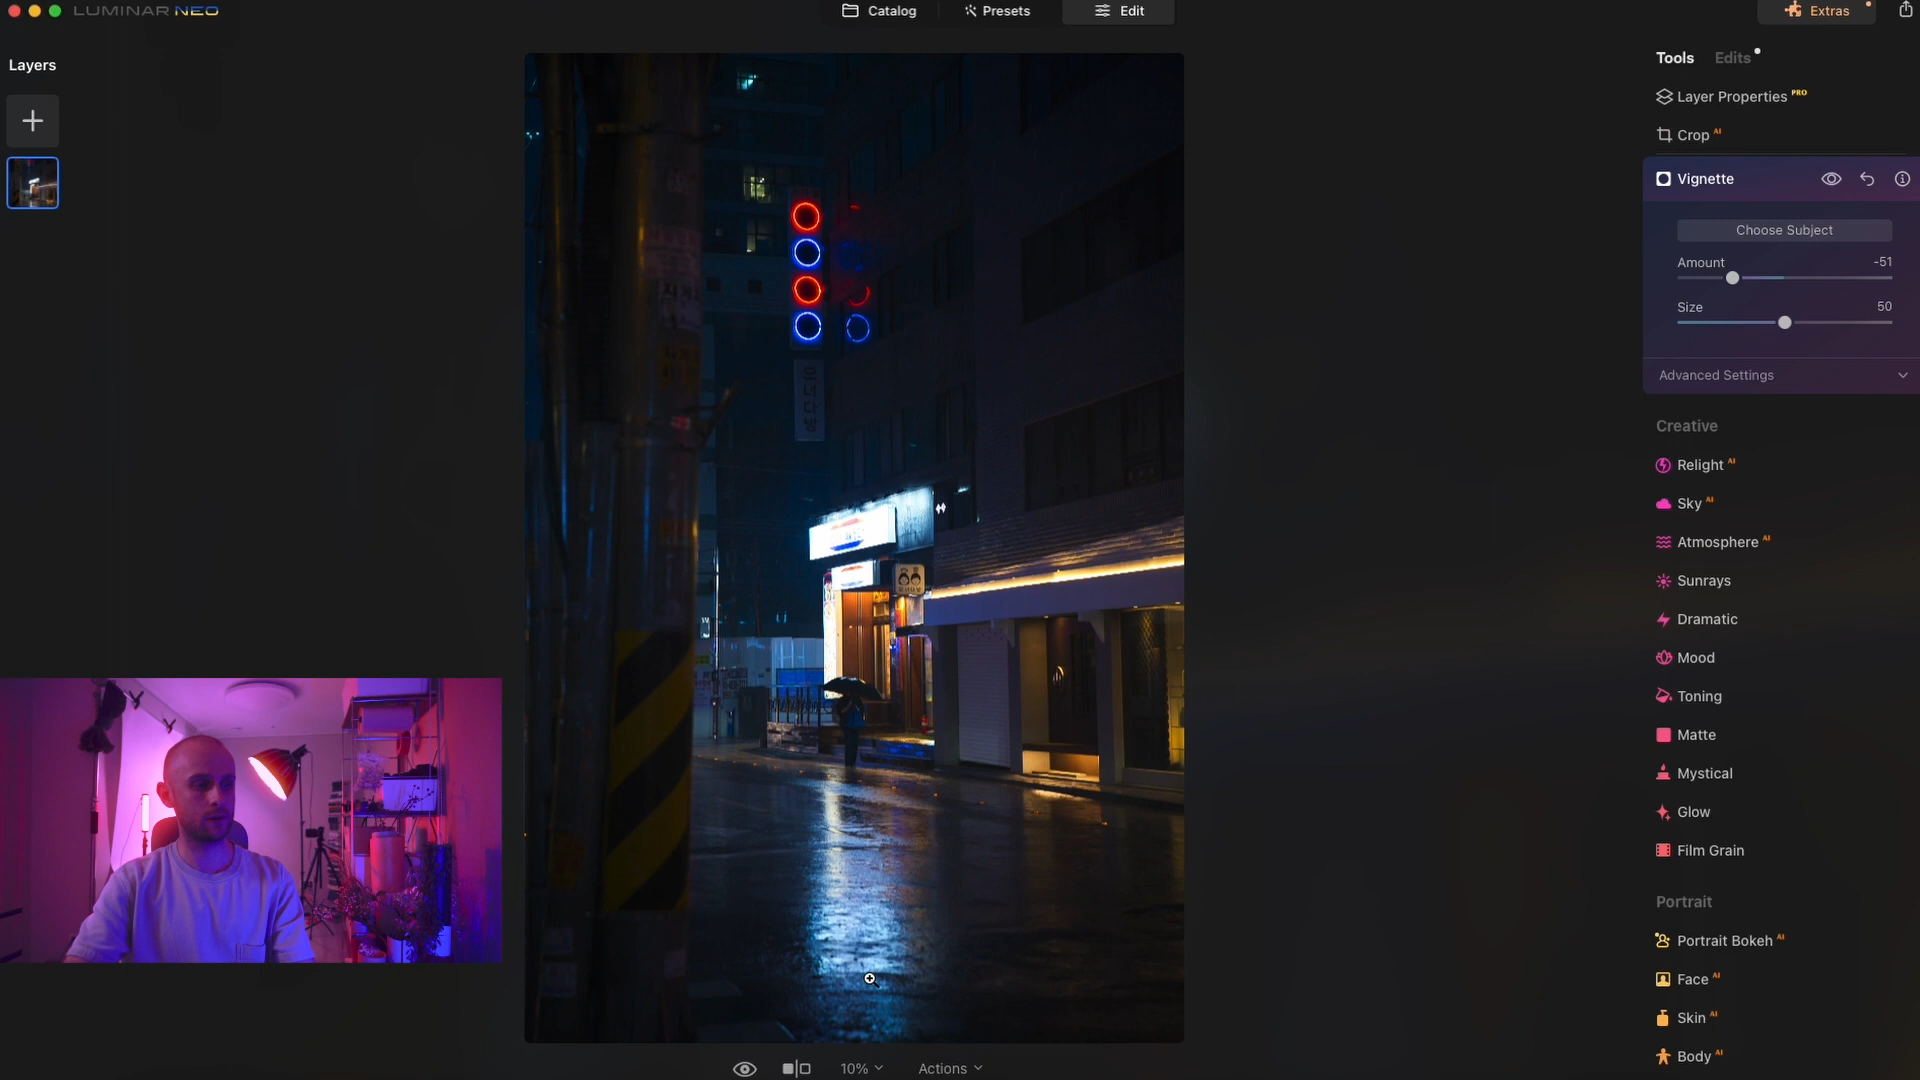 LUMINAR NEO
Catalog
Presets
Edit
Extras
Layers
Tools
Edits
Layer Properties PRO
Crop AI
Vignette
Choose Subject
Amount
-51
Size
50
Advanced Settings
Creative
Relight AI
Sky AI
Atmosphere AI
Sunrays
Dramatic
Mood
Toning
Matte
Mystical
Glow
Film Grain
Portrait
Portrait Bokeh AI
Face AI
Skin AI
Body AI
10%
Actions